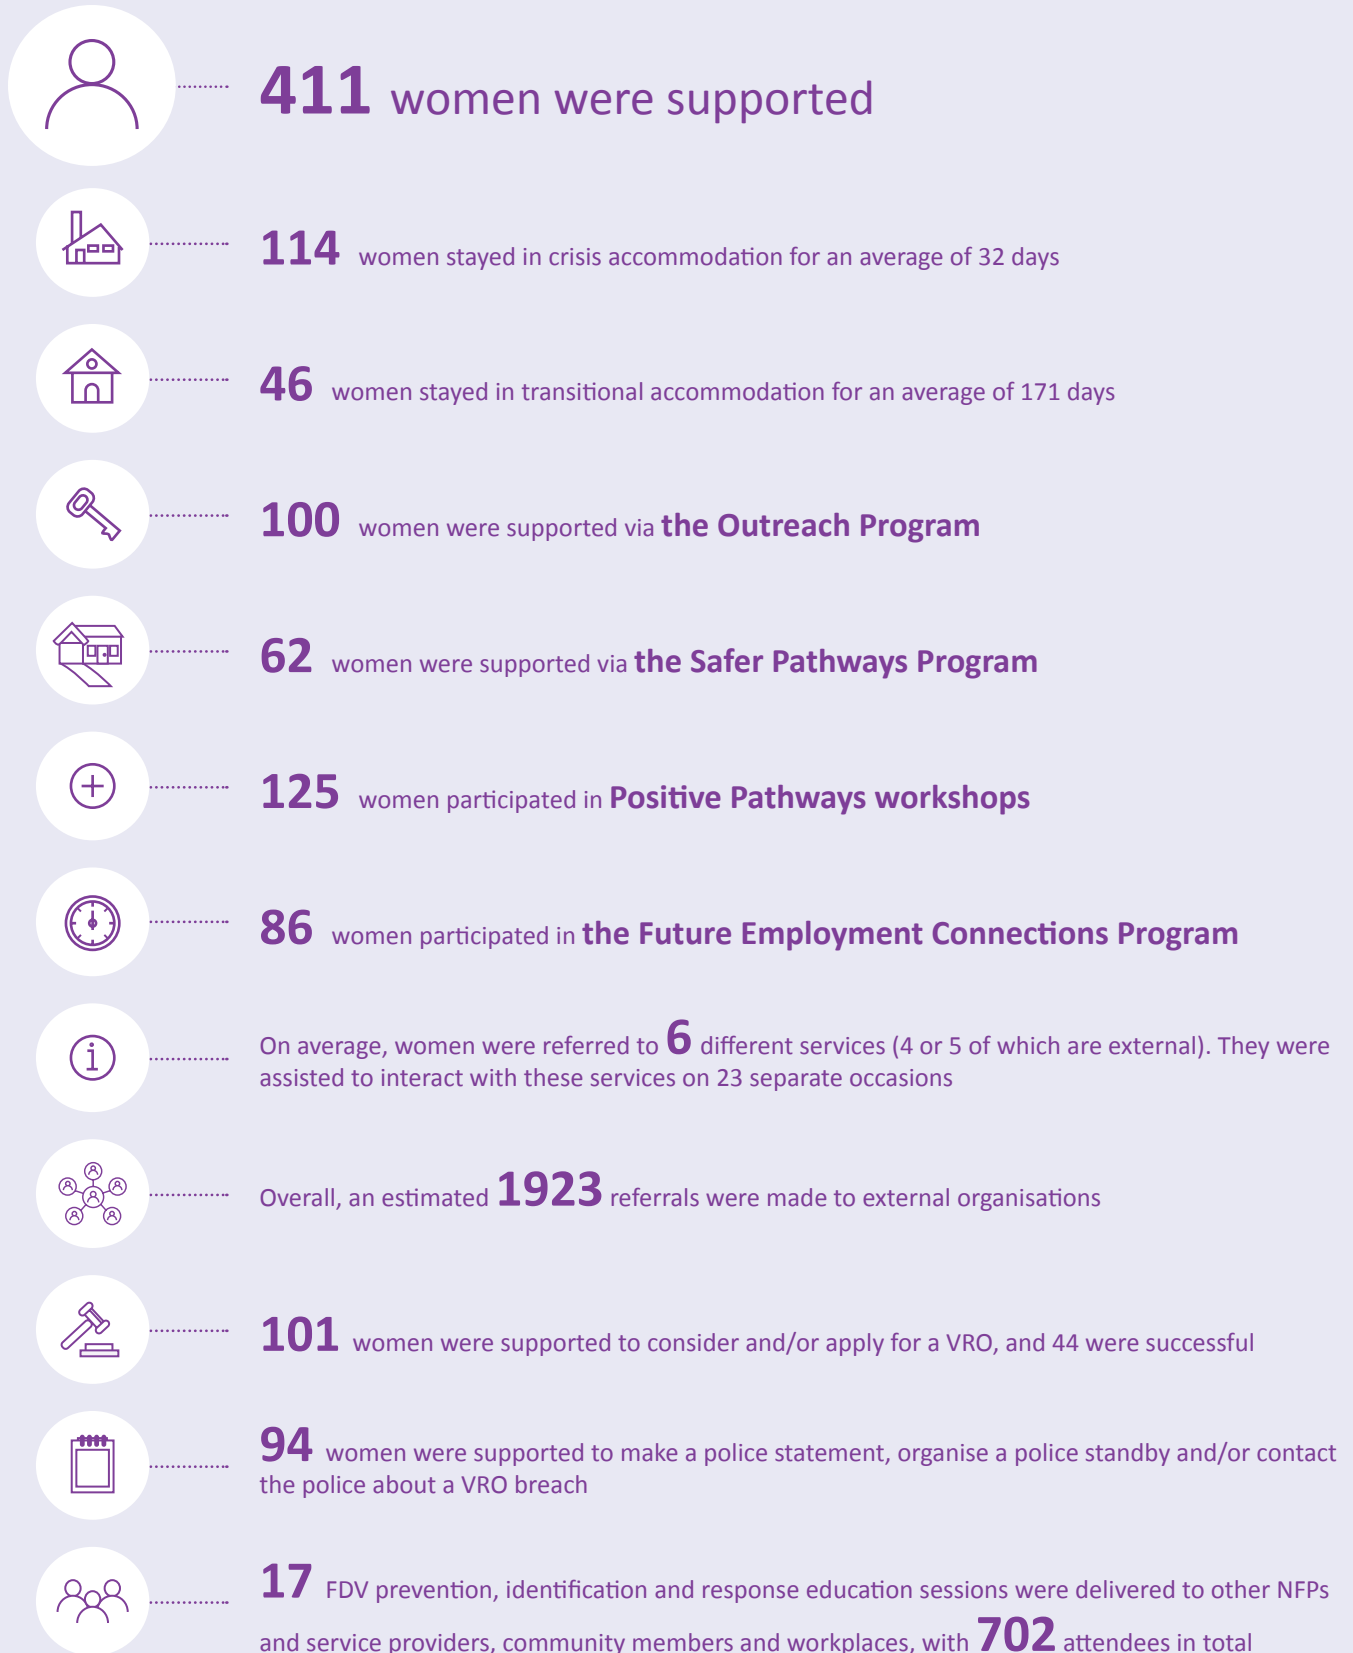 411 women were supported
114 women stayed in crisis accommodation for an average of 32 days
46 women stayed in transitional accommodation for an average of 171 days
100 women were supported via the Outreach Program
62 women were supported via the Safer Pathways Program
125 women participated in Positive Pathways workshops
86 women participated in the Future Employment Connections Program
On average, women were referred to 6 different services (4 or 5 of which are external). They were
assisted to interact with these services on 23 separate occasions
Overall, an estimated 1923 referrals were made to external organisations
101 women were supported to consider and/or apply for a VRO, and 44 were successful
94 women were supported to make a police statement, organise a police standby and/or contact
the police about a VRO breach
17 FDV prevention, identification and response education sessions were delivered to other NFPs
and service providers, community members and workplaces, with 702 attendees in total